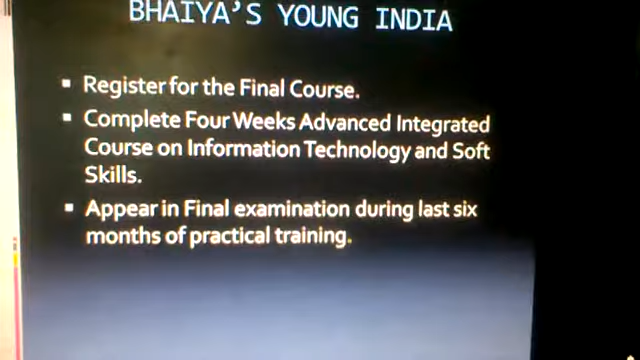 BHAIYA'S YOUNG INDIA
▪ Register for the Final Course.
▪ Complete Four Weeks Advanced Integrated
Course on Information Technology and Soft
Skills.
▪ Appear in Final examination during last six
months of practical training.